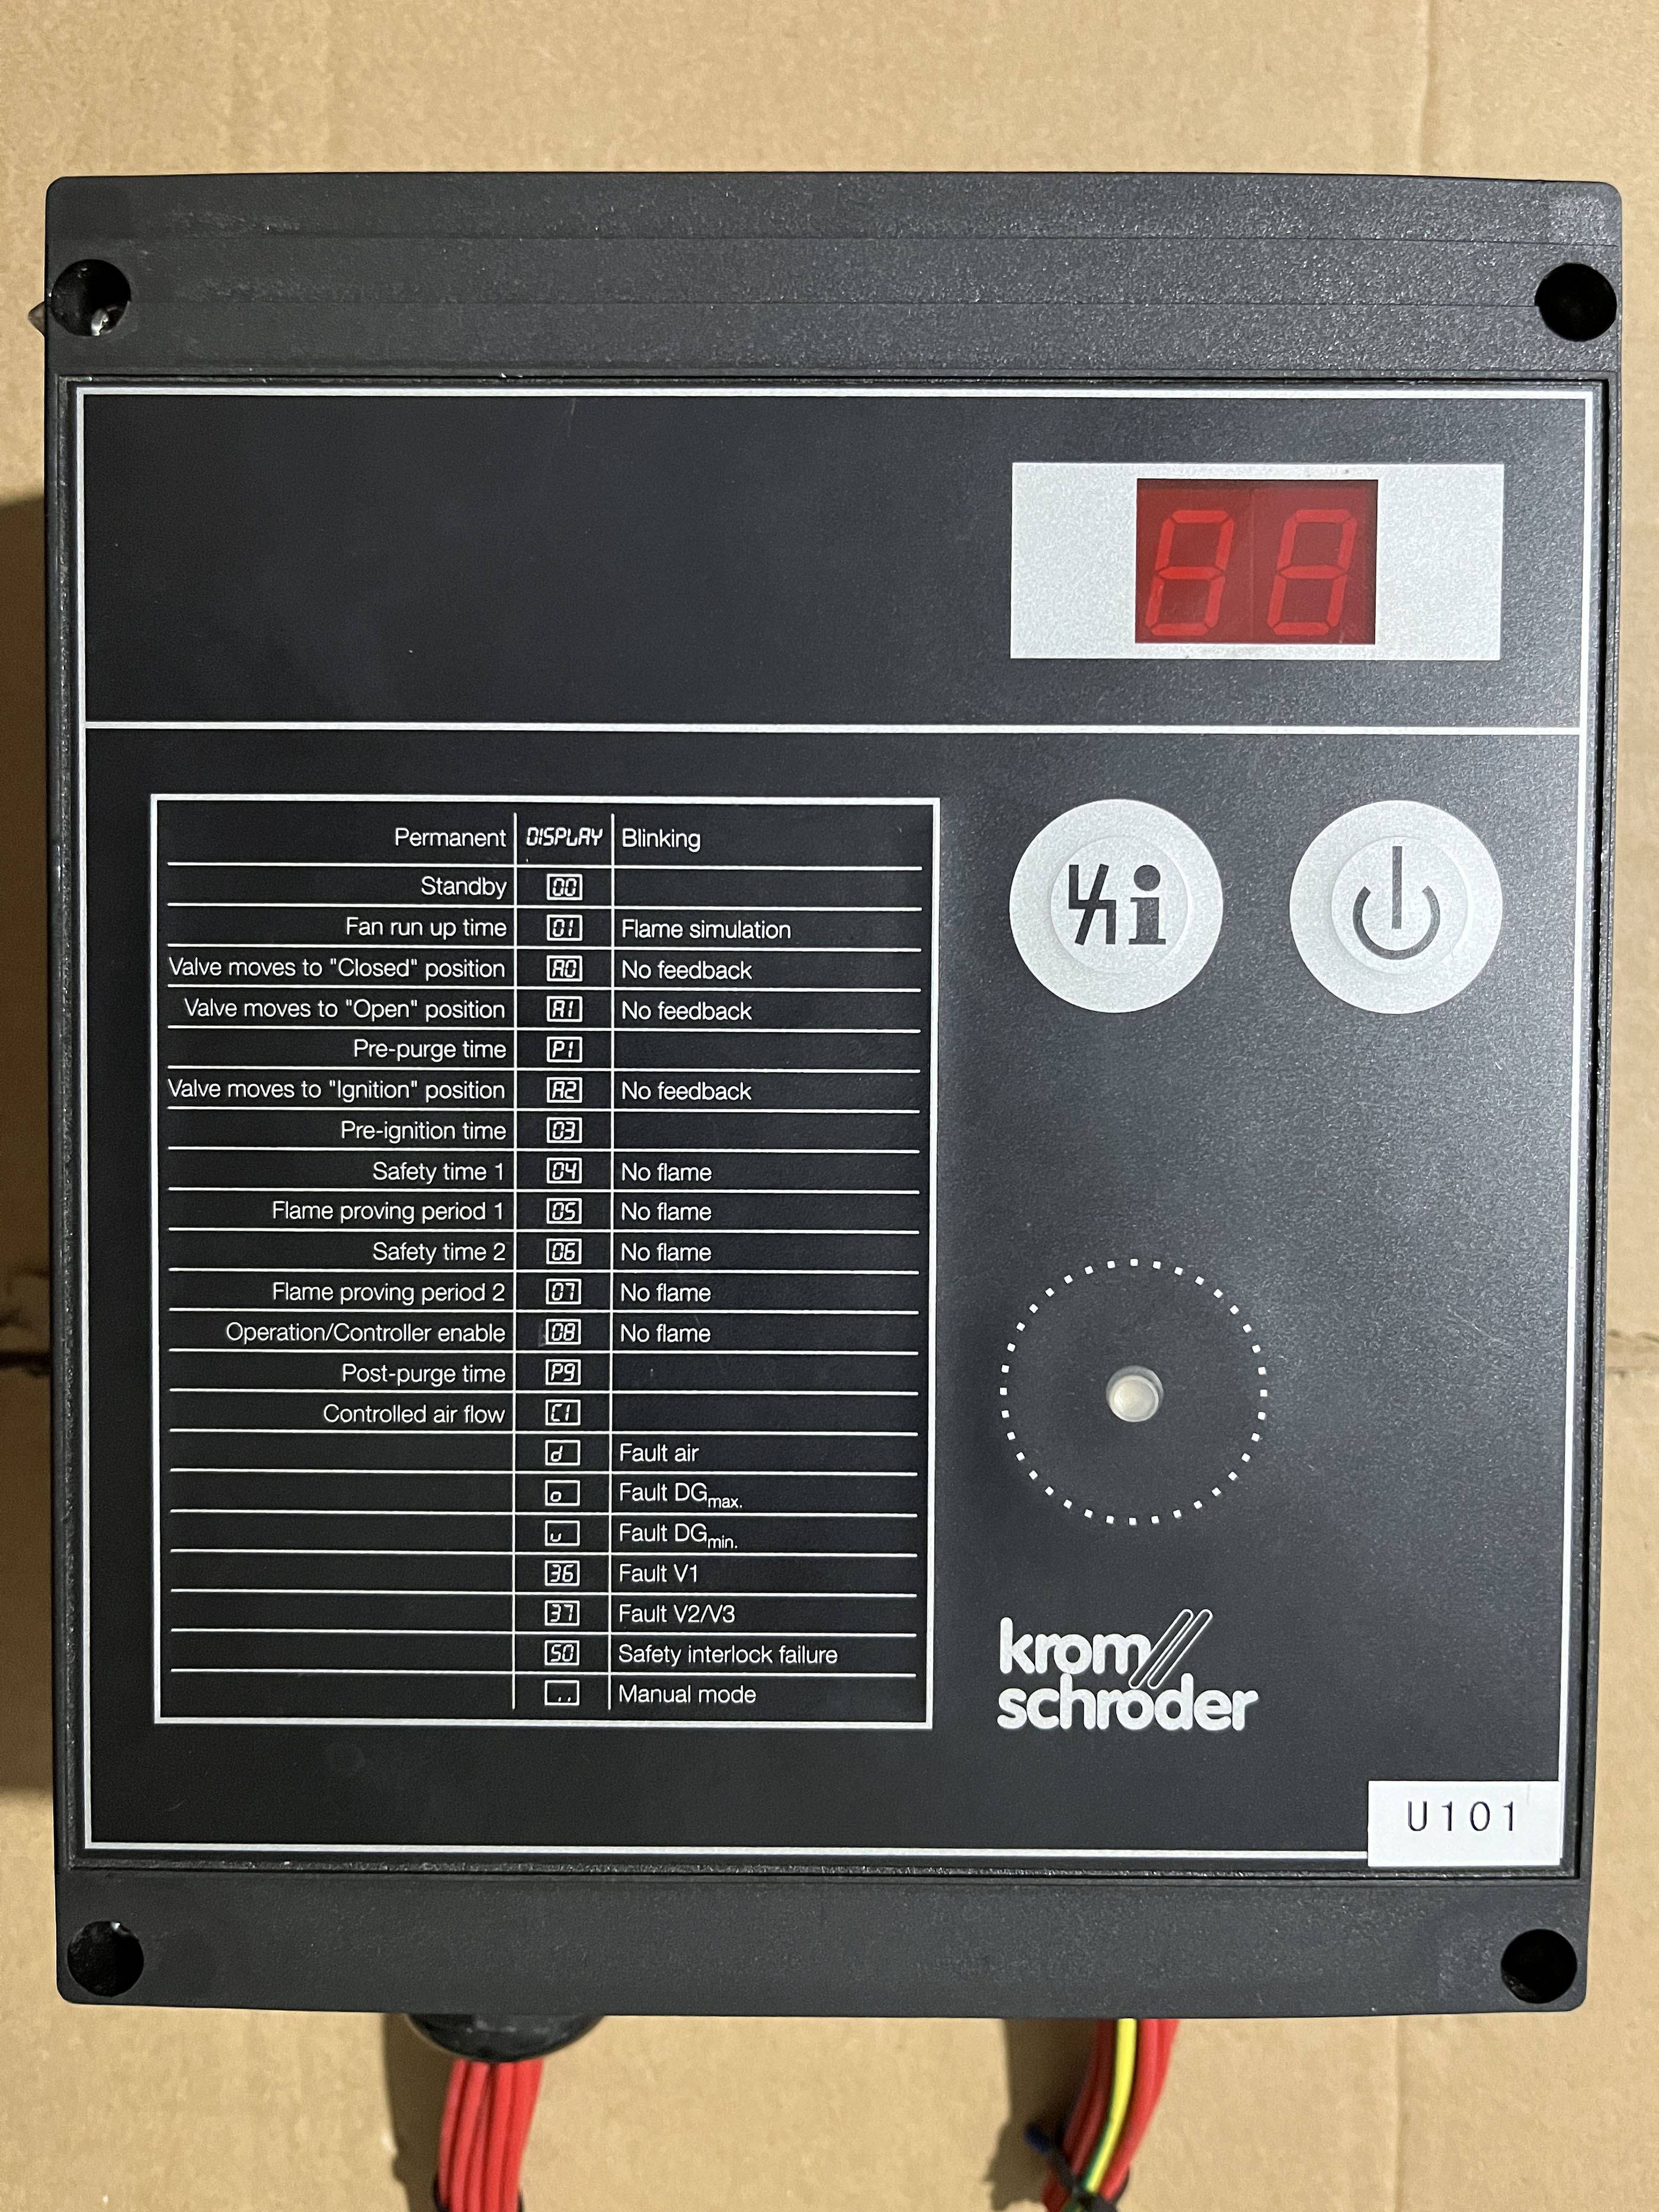 88
Permanent DISPLAY Blinking
Standby 00
Fan run up time 01 Flame simulation
Valve moves to "Closed" position A0 No feedback
Valve moves to "Open" position A1 No feedback
Pre-purge time P1
Valve moves to "Ignition" position A2 No feedback
Pre-ignition time 03
Safety time 1 04 No flame
Flame proving period 1 05 No flame
Safety time 2 06 No flame
Flame proving period 2 07 No flame
Operation/Controller enable 08 No flame
Post-purge time P9
Controlled air flow C1
d Fault air
o Fault DGmax.
u Fault DGmin.
36 Fault V1
37 Fault V2/V3
50 Safety interlock failure
.. Manual mode
i
krom
schroder
U101